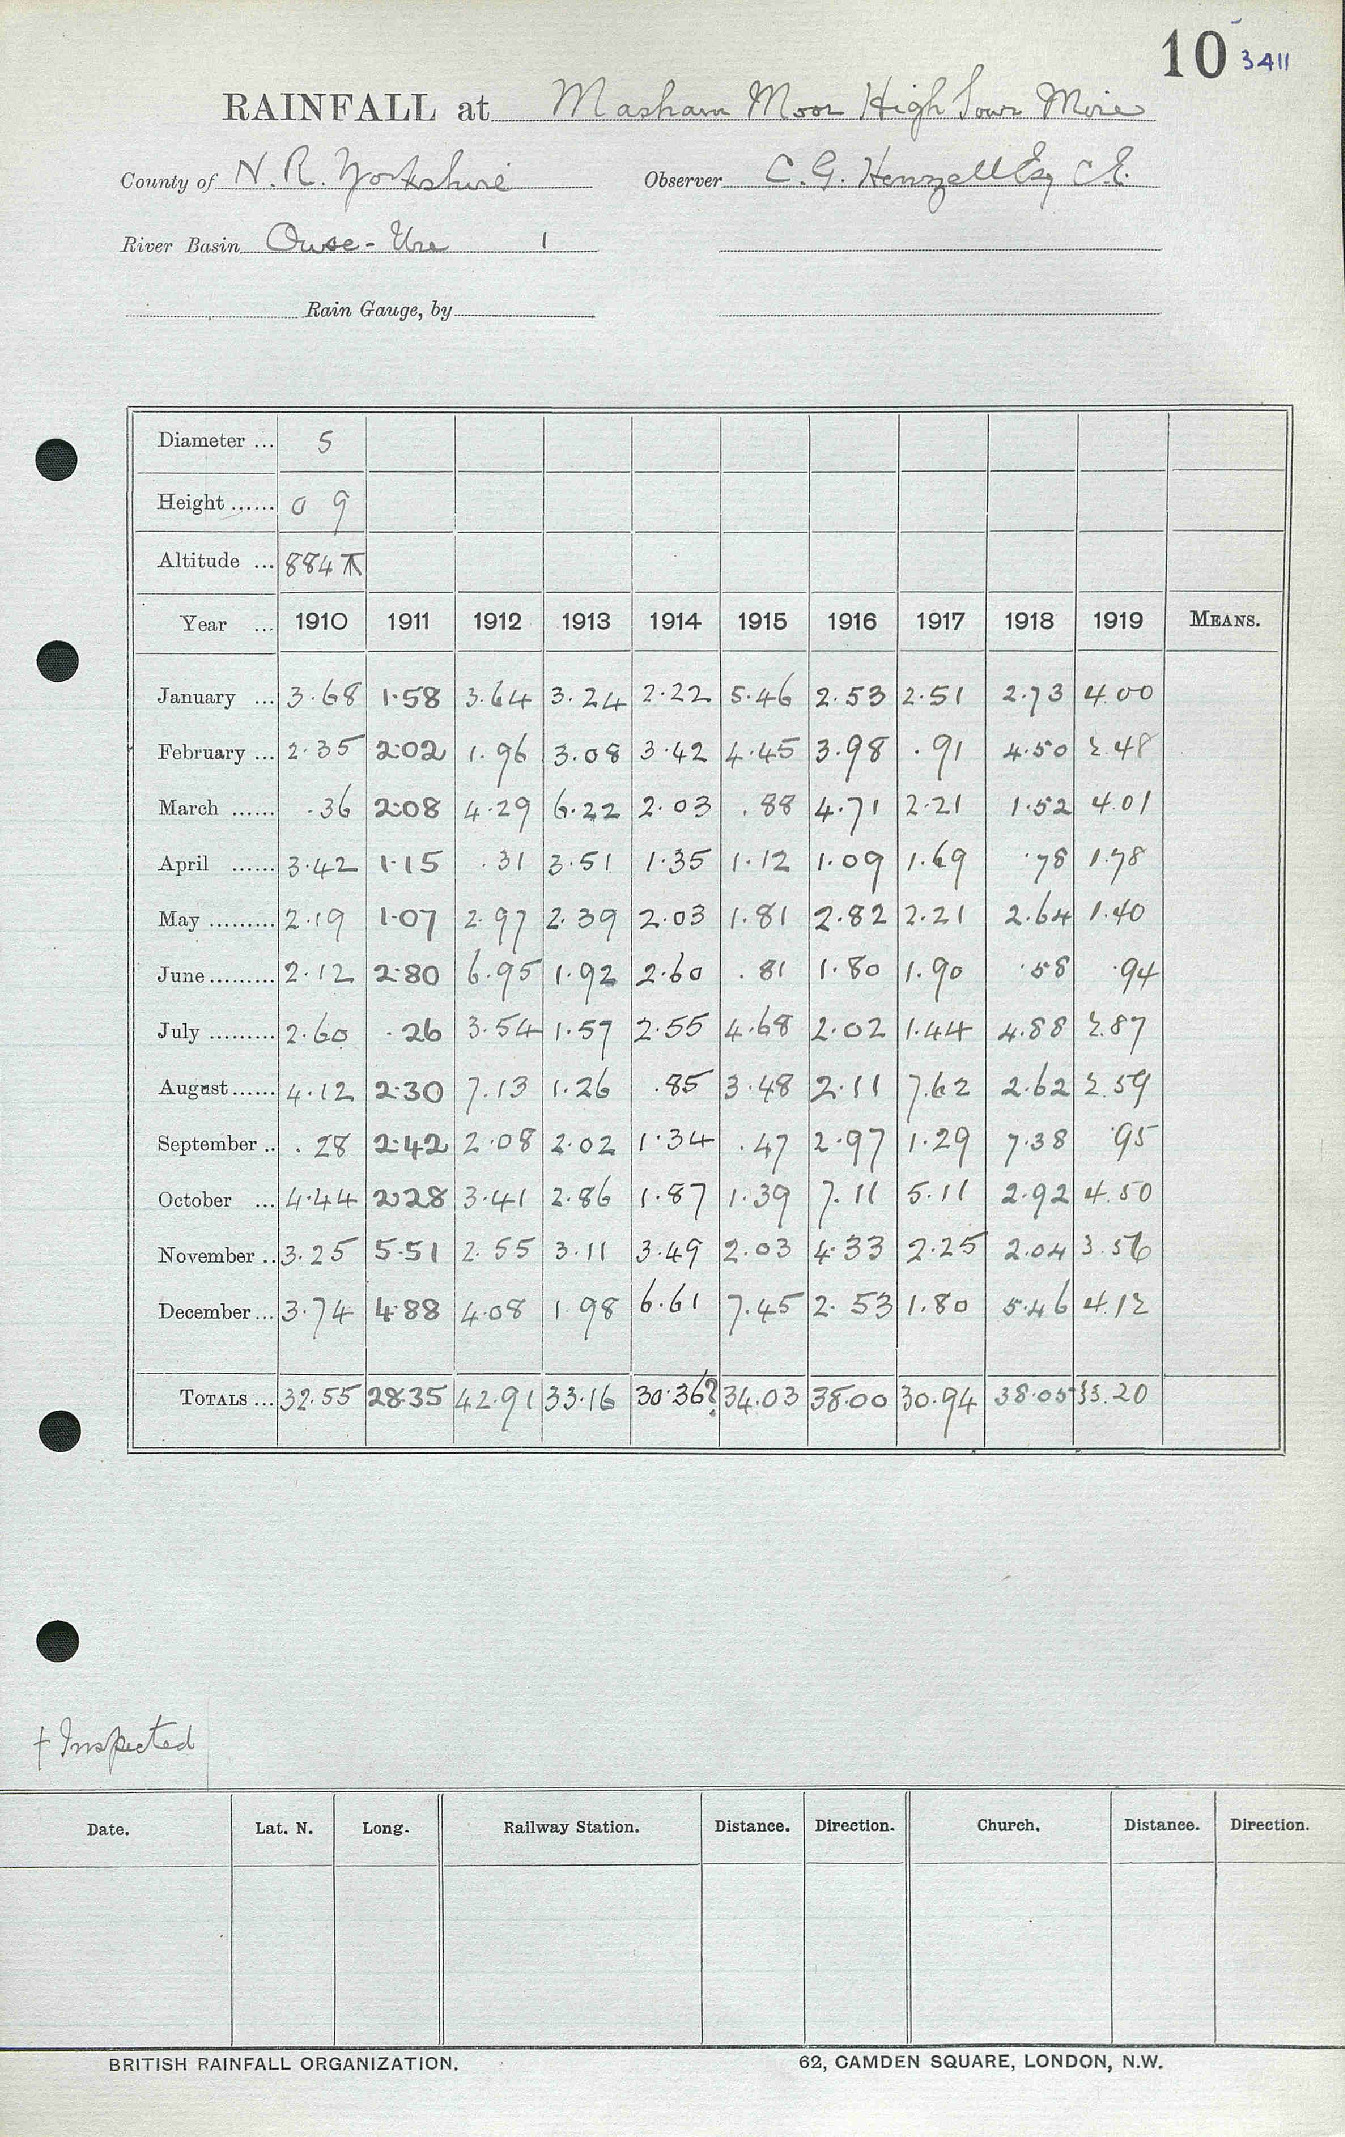 10 3411
RAINFALL at Masham Moor High Sour Mire
County of N. R. Yorkshire Observer C. G. Henzell Esq C.E.
River Basin Ouse - Ure 1
Rain Gauge, by
Diameter ... 5
Height ...... 0 9
Altitude ... 884
Year ... 1910 1911 1912 1913 1914 1915 1916 1917 1918 1919 MEANS.
January ... 3.68 1.58 3.64 3.24 2.22 5.46 2.53 2.51 2.73 4.00
February ... 2.35 2.02 1.96 3.08 3.42 4.45 3.98 .91 4.50 2.48
March ...... .36 2.08 4.29 6.22 2.03 .88 4.71 2.21 1.52 4.01
April ...... 3.42 1.15 .31 3.51 1.35 1.12 1.09 1.69 .78 1.78
May ......... 2.19 1.07 2.97 2.39 2.03 1.81 2.82 2.21 2.64 1.40
June ......... 2.12 2.80 6.95 1.92 2.60 .81 1.80 1.90 .58 .94
July ......... 2.60 .26 3.54 1.57 2.55 4.68 2.02 1.44 4.88 2.87
August ...... 4.12 2.30 7.13 1.26 .85 3.48 2.11 7.62 2.62 2.59
September .. .28 2.42 2.08 2.02 1.34 .47 2.97 1.29 7.38 .95
October ... 4.44 2.28 3.41 2.86 1.87 1.39 7.11 5.11 2.92 4.50
November .. 3.25 5.51 2.55 3.11 3.49 2.03 4.33 2.25 2.04 3.56
December ... 3.74 4.88 4.08 1.98 6.61 7.45 2.53 1.80 5.46 4.12
TOTALS ... 32.55 28.35 42.91 33.16 30.36? 34.03 38.00 30.94 38.05 33.20
† Inspected
Date. Lat. N. Long. Railway Station. Distance. Direction. Church. Distance. Direction.
BRITISH RAINFALL ORGANIZATION. 62, CAMDEN SQUARE, LONDON, N.W.